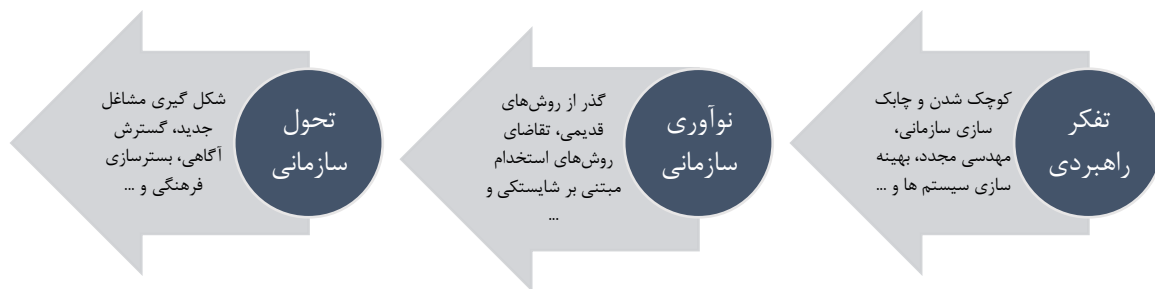 تفکر
راهبردی
کوچک شدن و چابک
سازی سازمانی،
مهدسی مجدد، بهینه
سازی سیستم ها و ...
نوآوری
سازمانی
گذر از روش‌های
قدیمی، تقاضای
روش‌های استخدام
مبتنی بر شایستگی و
...
تحول
سازمانی
شکل گیری مشاغل
جدید، گسترش
آگاهی، بسترسازی
فرهنگی و ...